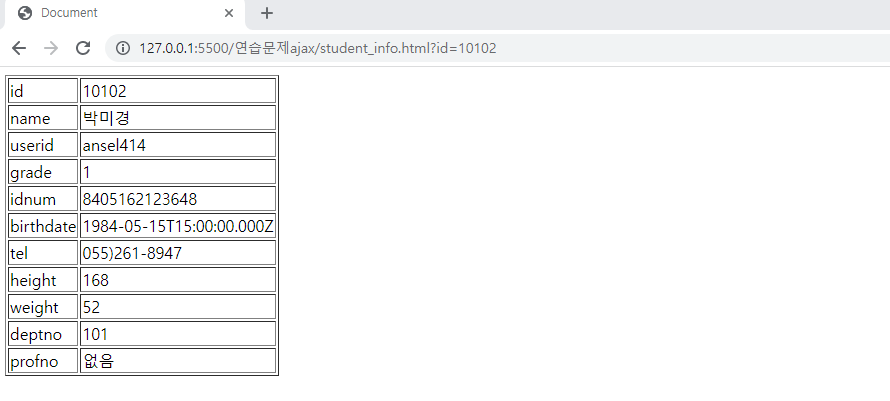 Document
127.0.0.1:5500/연습문제ajax/student_info.html?id=10102
id 10102
name 박미경
userid ansel414
grade 1
idnum 8405162123648
birthdate 1984-05-15T15:00:00.000Z
tel 055)261-8947
height 168
weight 52
deptno 101
profno 없음